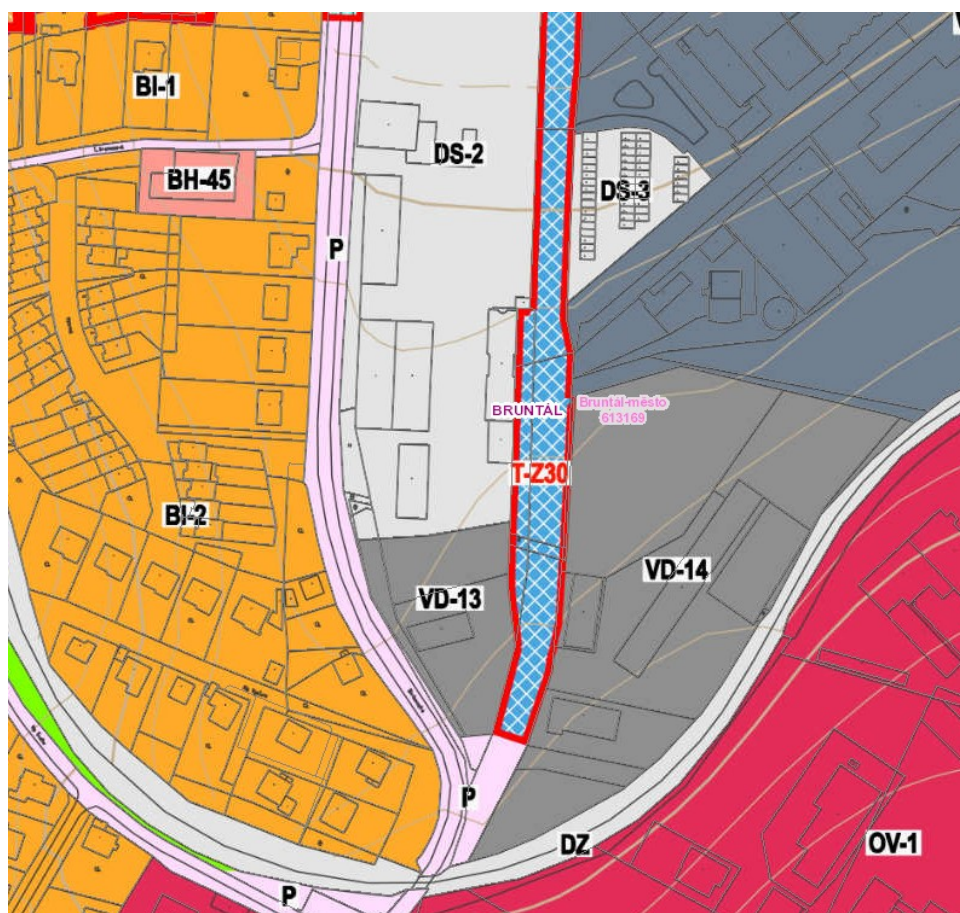 BI-1
DS-2
BH-45
DS-3
P
BRUNTÁL
Bruntál-město
613169
T-Z30
BI-2
VD-14
VD-13
P
DZ
OV-1
P